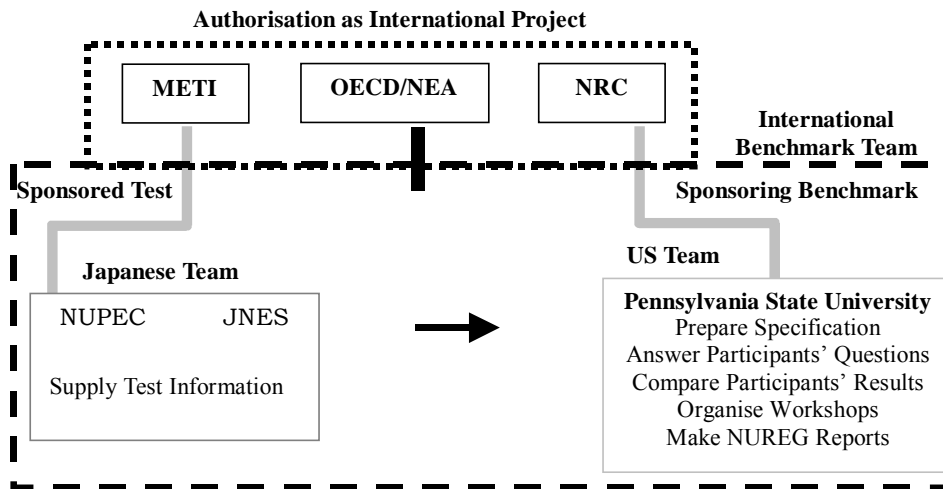 Authorisation as International Project
METI
OECD/NEA
NRC
International
Benchmark Team
Sponsored Test
Sponsoring Benchmark
Japanese Team
US Team
NUPEC JNES
Supply Test Information
Pennsylvania State University
Prepare Specification
Answer Participants’ Questions
Compare Participants’ Results
Organise Workshops
Make NUREG Reports